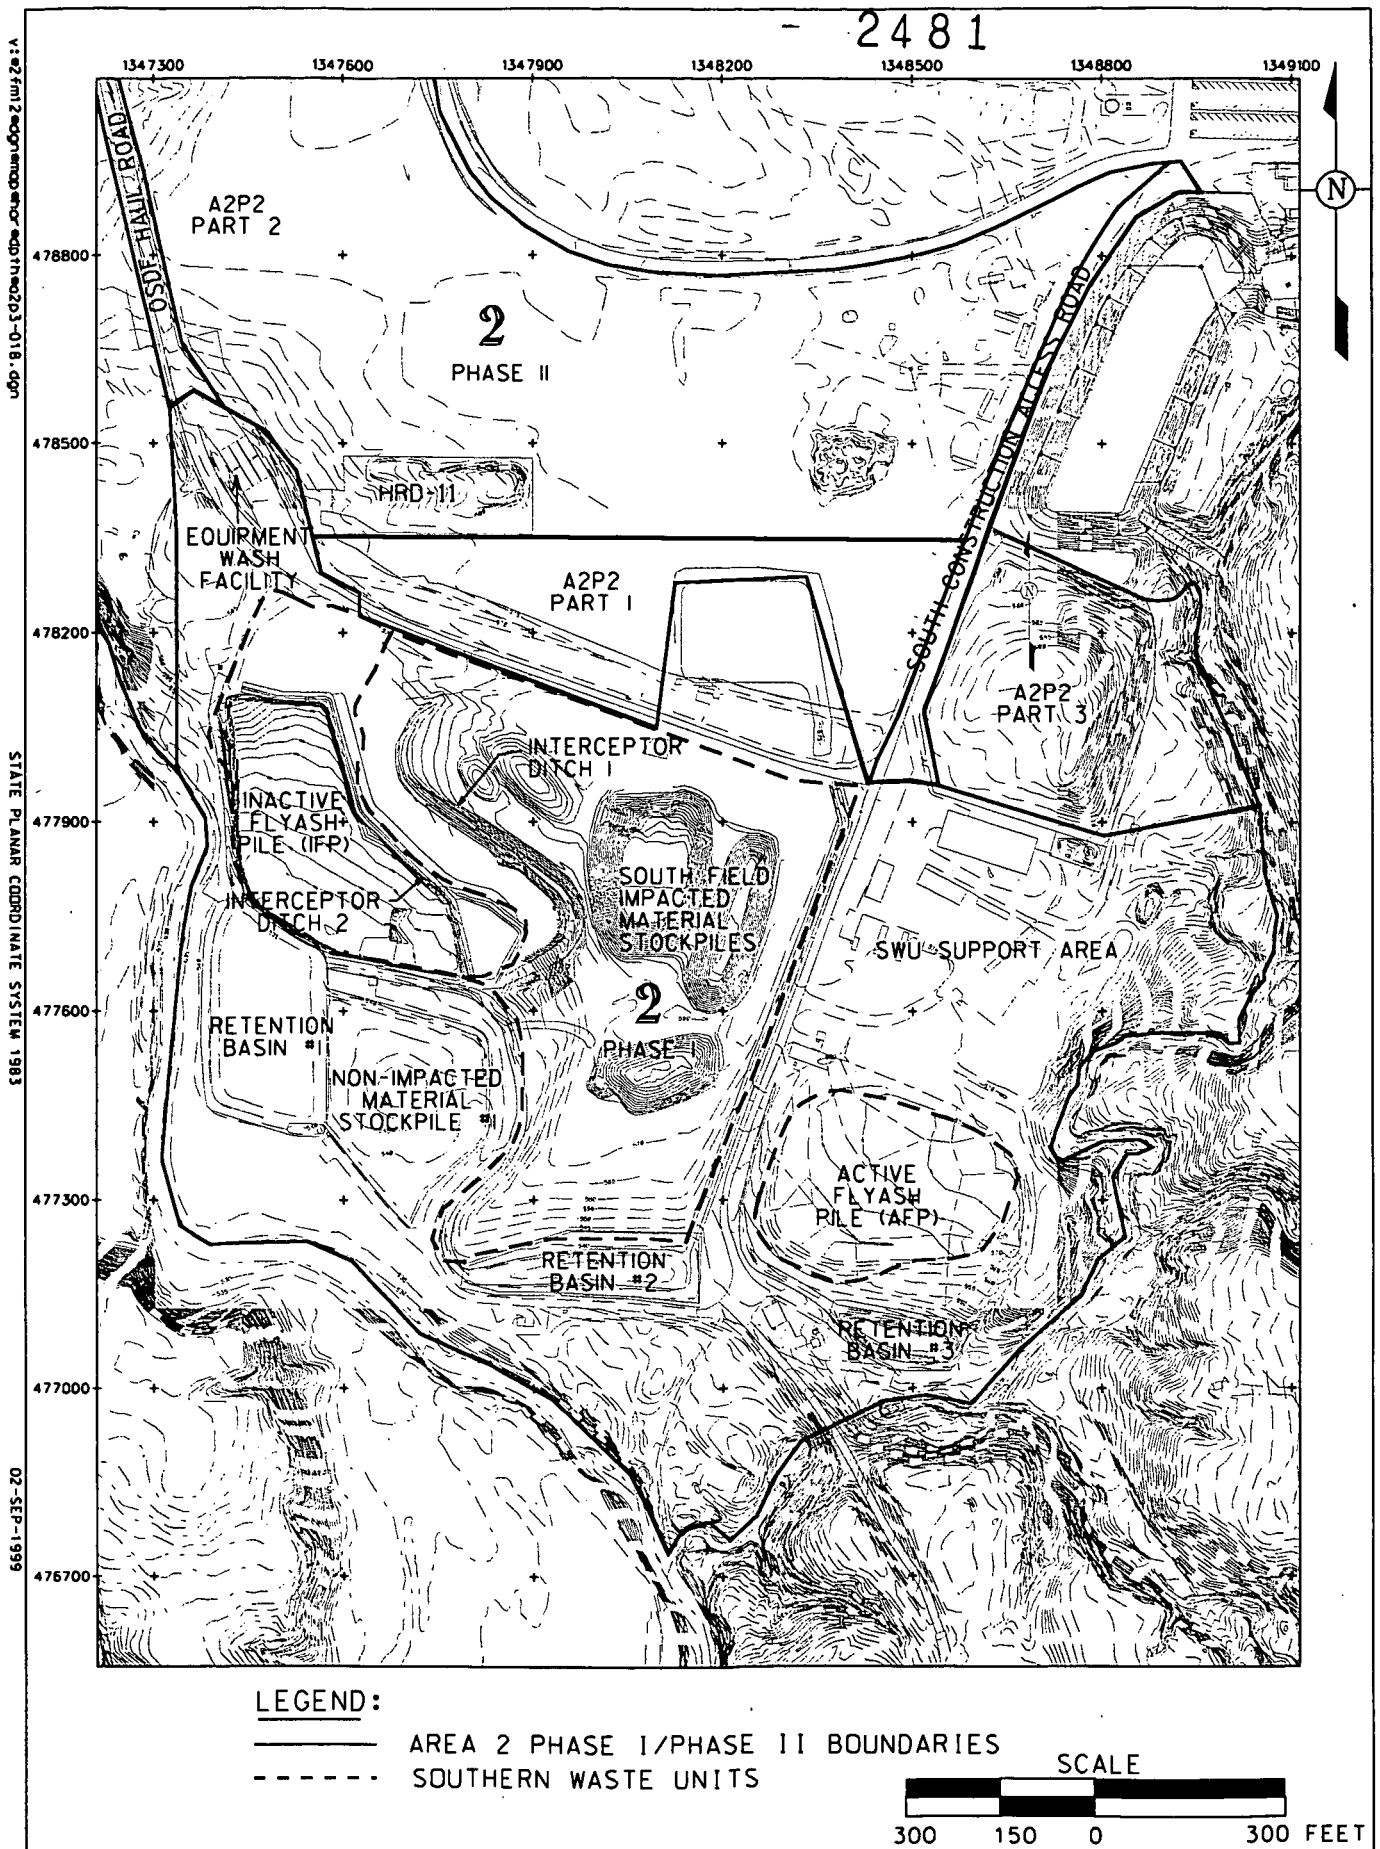 - 2481
1347300 1347600 1347900 1348200 1348500 1348800 1349100
N
OSDF HAUL ROAD
A2P2
PART 2
478800
2
PHASE II
SOUTH CONSTRUCTION ACCESS ROAD
478500
HRD-11
EQUIPMENT
WASH
FACILITY
A2P2
PART 1
N
478200
A2P2
PART 3
INTERCEPTOR
DITCH 1
INACTIVE
FLYASH
PILE (IFP)
477900
SOUTH FIELD
IMPACTED
MATERIAL
STOCKPILES
INTERCEPTOR
DITCH 2
SWU SUPPORT AREA
2
PHASE I
477600
RETENTION
BASIN #1
NON-IMPACTED
MATERIAL
STOCKPILE #1
ACTIVE
FLYASH
PILE (AFP)
477300
RETENTION
BASIN #2
RETENTION
BASIN #3
477000
476700
STATE PLANAR COORDINATE SYSTEM 1983
02-SEP-1999
LEGEND:
AREA 2 PHASE I/PHASE II BOUNDARIES
SOUTHERN WASTE UNITS
SCALE
300 150 0 300 FEET